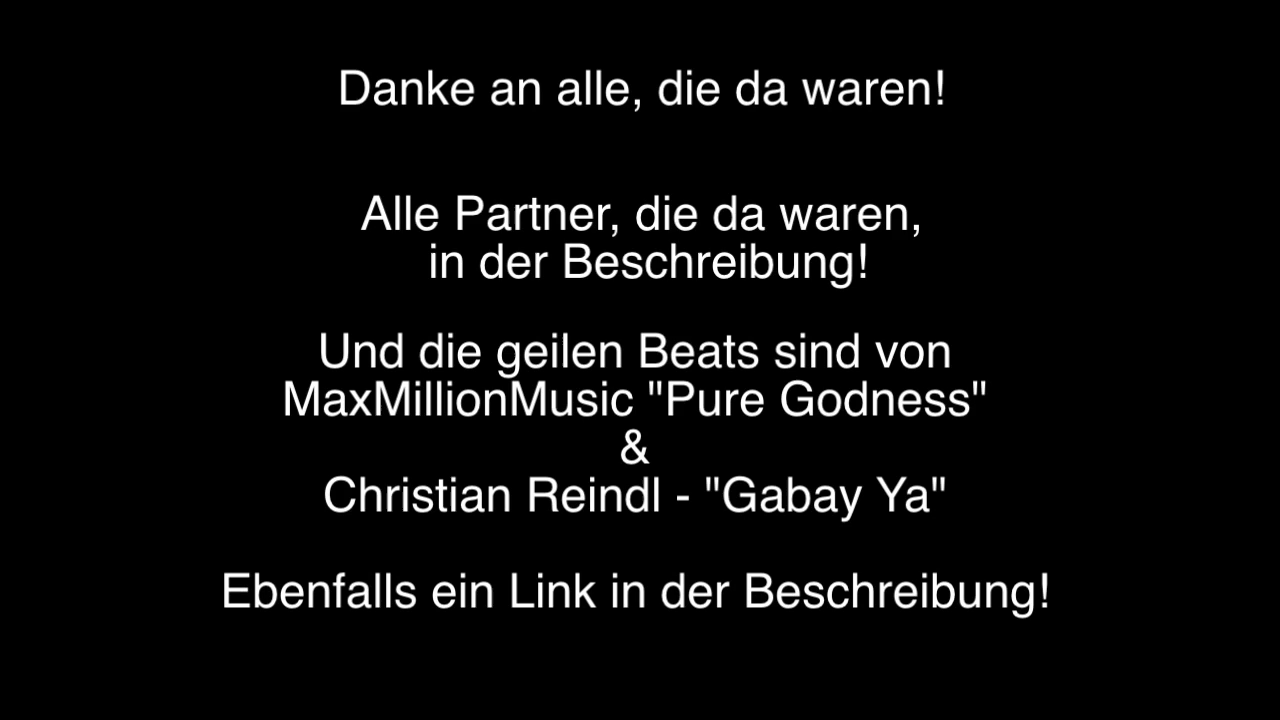 Danke an alle, die da waren!
Alle Partner, die da waren,
in der Beschreibung!
Und die geilen Beats sind von
MaxMillionMusic "Pure Godness"
&
Christian Reindl - "Gabay Ya"
Ebenfalls ein Link in der Beschreibung!